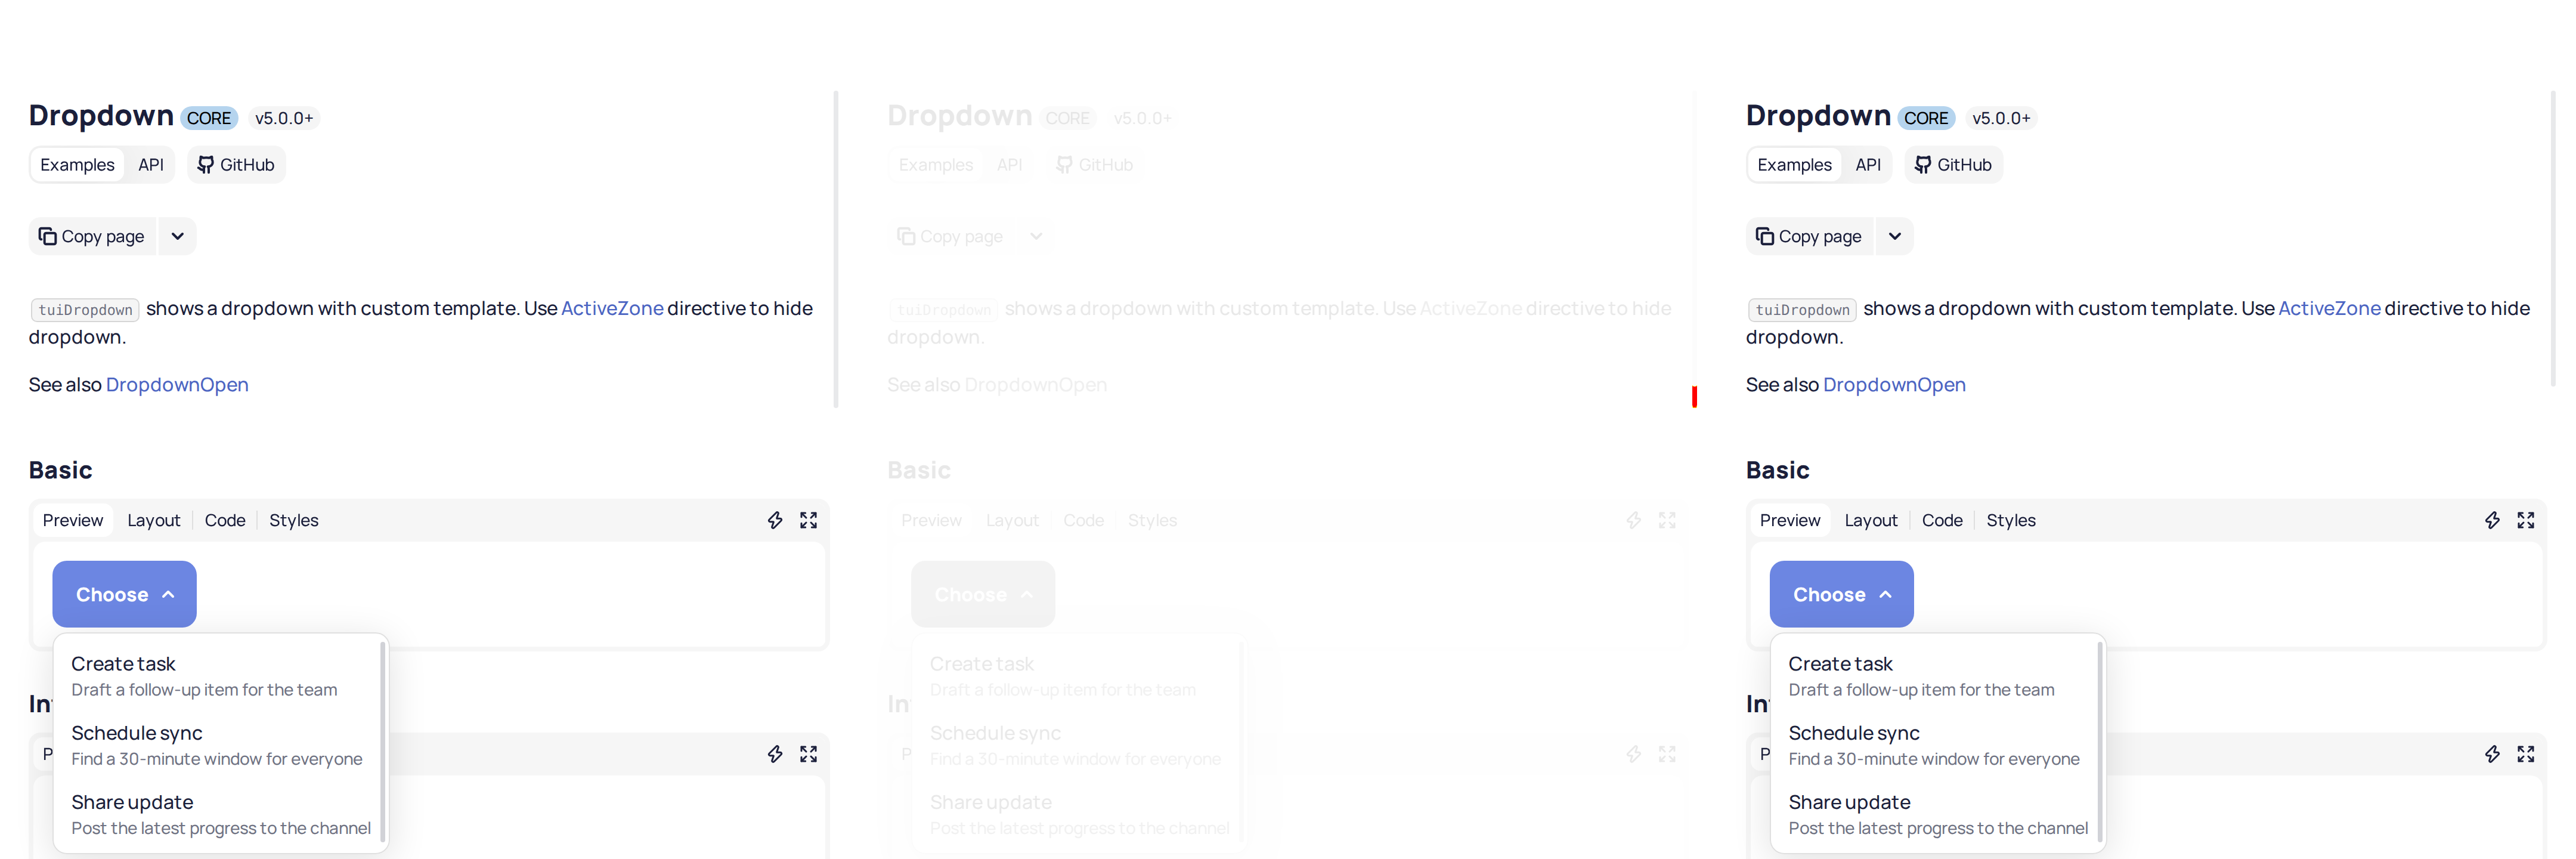 Dropdown CORE v5.0.0+
Examples API GitHub
Copy page
tuiDropdown shows a dropdown with custom template. Use ActiveZone directive to hide
dropdown.
See also DropdownOpen
Basic
Preview Layout Code Styles
Choose
Create task
Draft a follow-up item for the team
Schedule sync
Find a 30-minute window for everyone
Share update
Post the latest progress to the channel
Dropdown CORE v5.0.0+
Examples API GitHub
Copy page
tuiDropdown shows a dropdown with custom template. Use ActiveZone directive to hide
dropdown.
See also DropdownOpen
Basic
Preview Layout Code Styles
Choose
Create task
Draft a follow-up item for the team
Schedule sync
Find a 30-minute window for everyone
Share update
Post the latest progress to the channel
Dropdown CORE v5.0.0+
Examples API GitHub
Copy page
tuiDropdown shows a dropdown with custom template. Use ActiveZone directive to hide
dropdown.
See also DropdownOpen
Basic
Preview Layout Code Styles
Choose
Create task
Draft a follow-up item for the team
Schedule sync
Find a 30-minute window for everyone
Share update
Post the latest progress to the channel